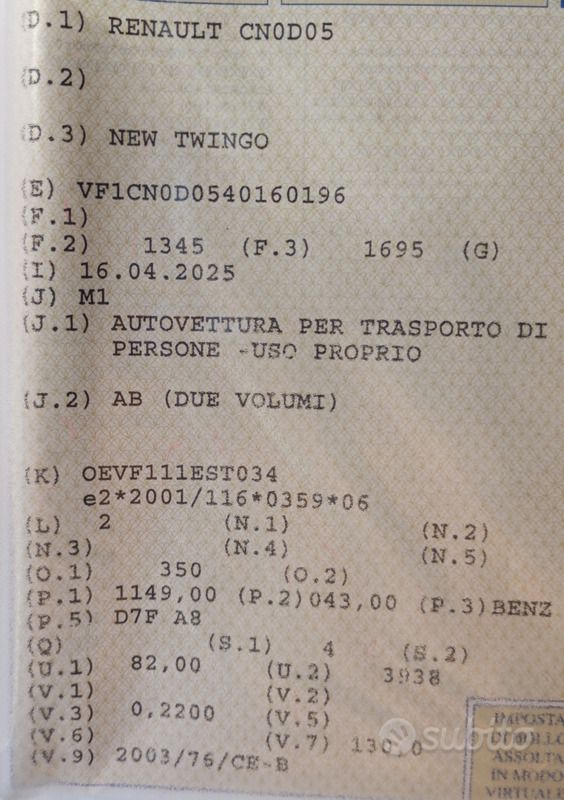 (D.1) RENAULT CN0D05
(D.2)
(D.3) NEW TWINGO
(E) VF1CN0D0540160196
(F.1)
(F.2) 1345 (F.3) 1695 (G)
(I) 16.04.2025
(J) M1
(J.1) AUTOVETTURA PER TRASPORTO DI
PERSONE -USO PROPRIO
(J.2) AB (DUE VOLUMI)
(K) OEVF111EST034
e2*2001/116*0359*06
(L) 2 (N.1) (N.2)
(N.3) (N.4) (N.5)
(O.1) 350 (O.2)
(P.1) 1149,00 (P.2)043,00 (P.3)BENZ
(P.5) D7F A8
(Q) (S.1) 4 (S.2)
(U.1) 82,00 (U.2) 3938
(V.1) (V.2)
(V.3) 0,2200 (V.5)
(V.6) (V.7) 130,0
(V.9) 2003/76/CE-B
IMPOSTA
DI BOLLO
ASSOLTA
IN MODO
VIRTUALE
subito